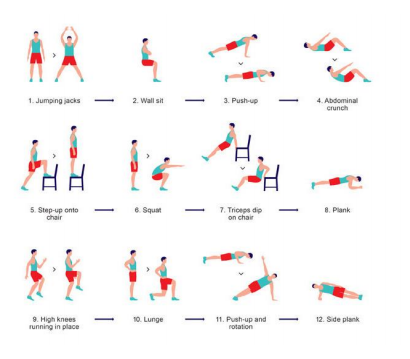 1. Jumping jacks
2. Wall sit
3. Push-up
4. Abdominal
crunch
5. Step-up onto
chair
6. Squat
7. Triceps dip
on chair
8. Plank
9. High knees
running in place
10. Lunge
11. Push-up and
rotation
12. Side plank